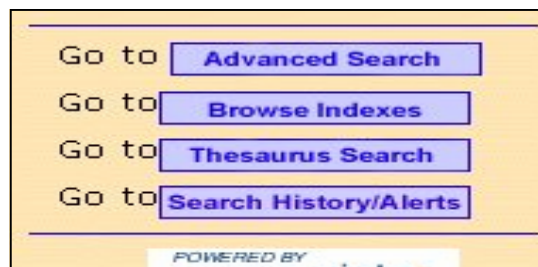 Go to Advanced Search
Go to Browse Indexes
Go to Thesaurus Search
Go to Search History/Alerts
POWERED BY